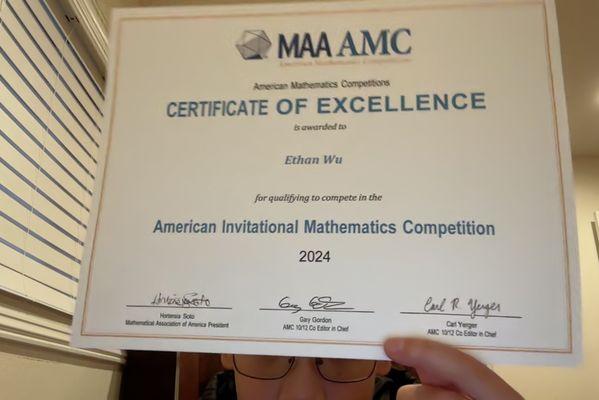 MAA AMC
American Mathematics Competitions
American Mathematics Competitions
CERTIFICATE OF EXCELLENCE
is awarded to
Ethan Wu
for qualifying to compete in the
American Invitational Mathematics Competition
2024
Hortensia Soto
Mathematical Association of America President
Gary Gordon
AMC 10/12 Co Editor in Chief
Carl R. Yerger
Carl Yerger
AMC 10/12 Co Editor in Chief